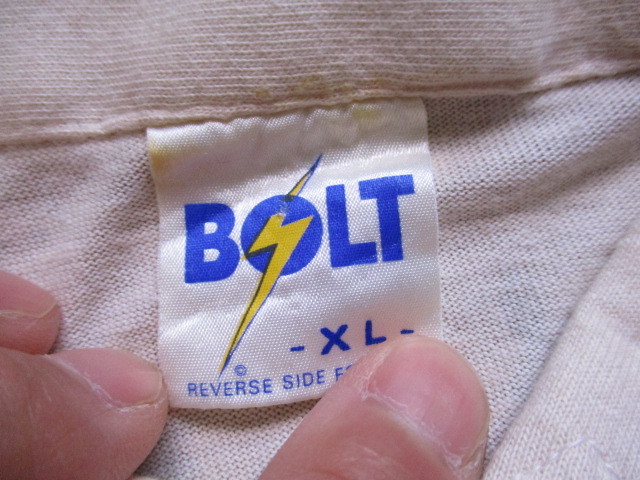 BOLT
- XL -
©
REVERSE SIDE